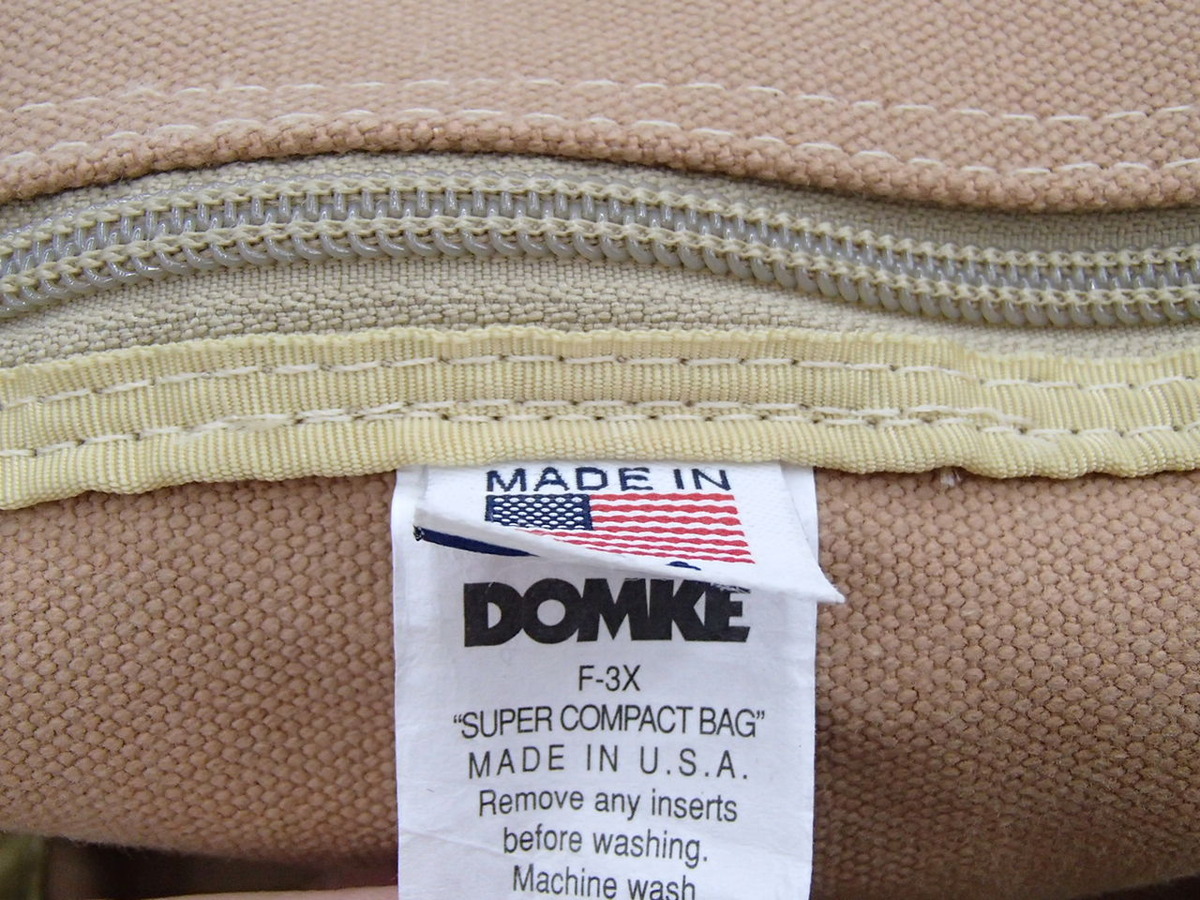 MADE IN
DOMKE
F-3X
“SUPER COMPACT BAG”
MADE IN U.S.A.
Remove any inserts
before washing.
Machine wash